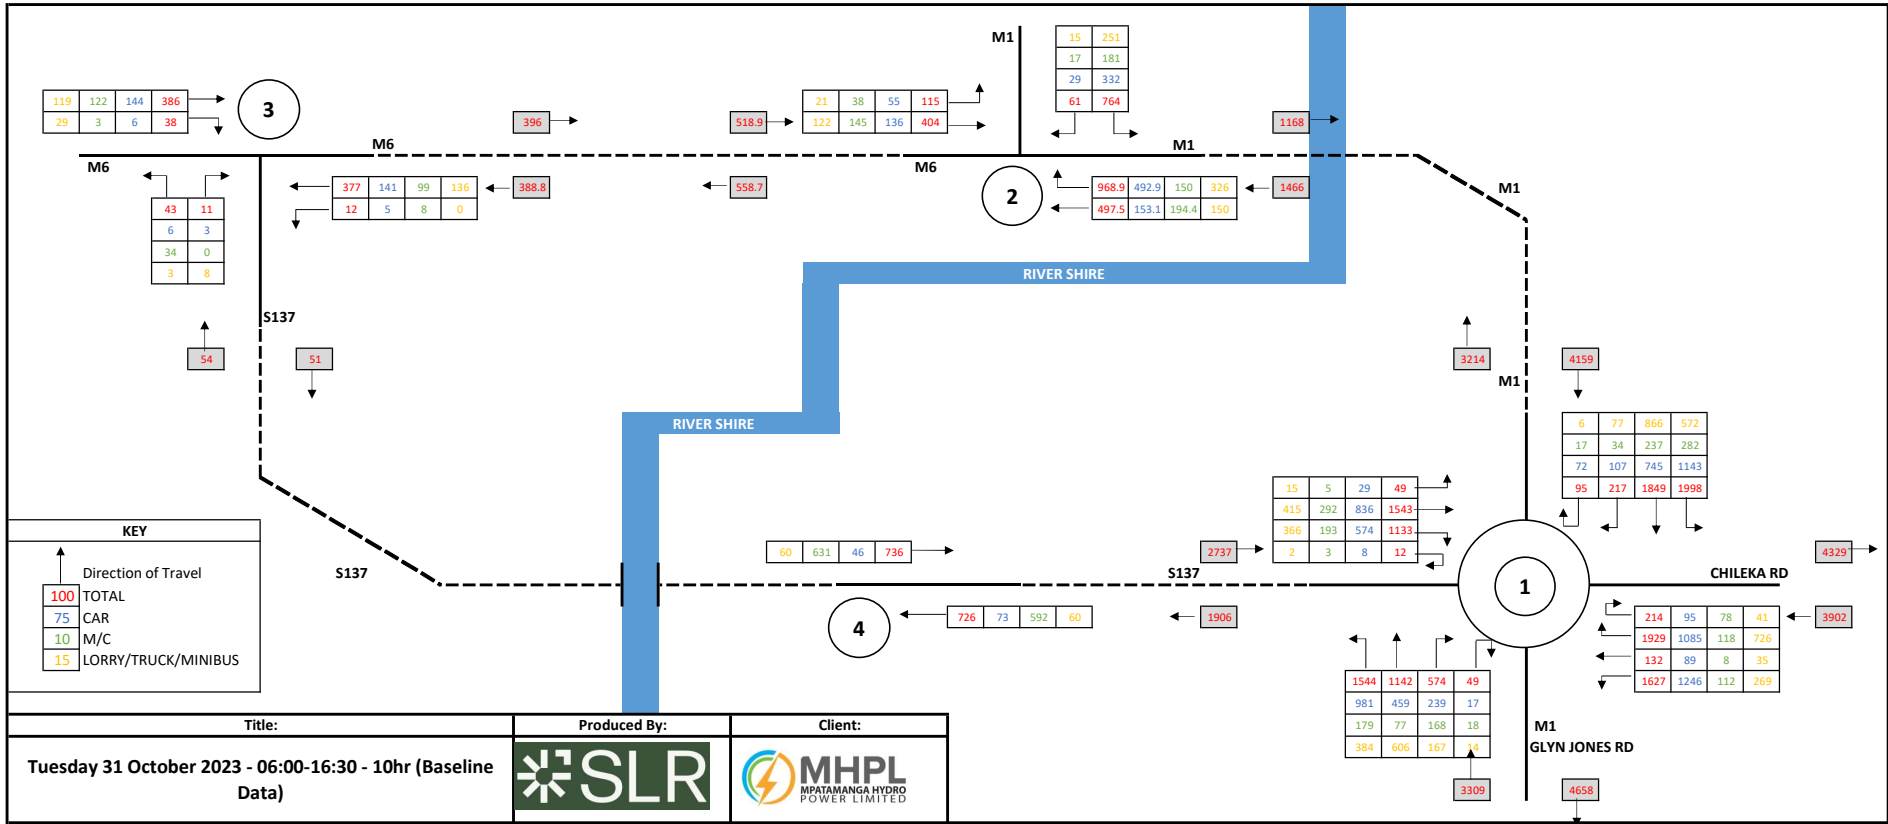 M1
15 251
17 181
29 332
61 764
119 122 144 386
29 3 6 38
3
396
518.9
21 38 55 115
122 145 136 404
1168
M6
M6
M6
M1
377 141 99 136
12 5 8 0
388.8
558.7
2
968.9 492.9 150 326
497.5 153.1 194.4 150
1466
M1
43 11
6 3
34 0
3 8
RIVER SHIRE
S137
54
51
3214
4159
M1
RIVER SHIRE
6 77 866 572
17 34 237 282
72 107 745 1143
95 217 1849 1998
15 5 29 49
415 292 836 1543
366 193 574 1133
2 3 8 12
KEY
Direction of Travel
100 TOTAL
75 CAR
10 M/C
15 LORRY/TRUCK/MINIBUS
S137
60 631 46 736
2737
S137
4329
CHILEKA RD
1
4
726 73 592 60
1906
214 95 78 41
1929 1085 118 726
132 89 8 35
1627 1246 112 269
3902
1544 1142 574 49
981 459 239 17
179 77 168 18
384 606 167 14
M1
GLYN JONES RD
3309
4658
Title:
Produced By:
Client:
Tuesday 31 October 2023 - 06:00-16:30 - 10hr (Baseline
Data)
SLR
MHPL
MPATAMANGA HYDRO
POWER LIMITED